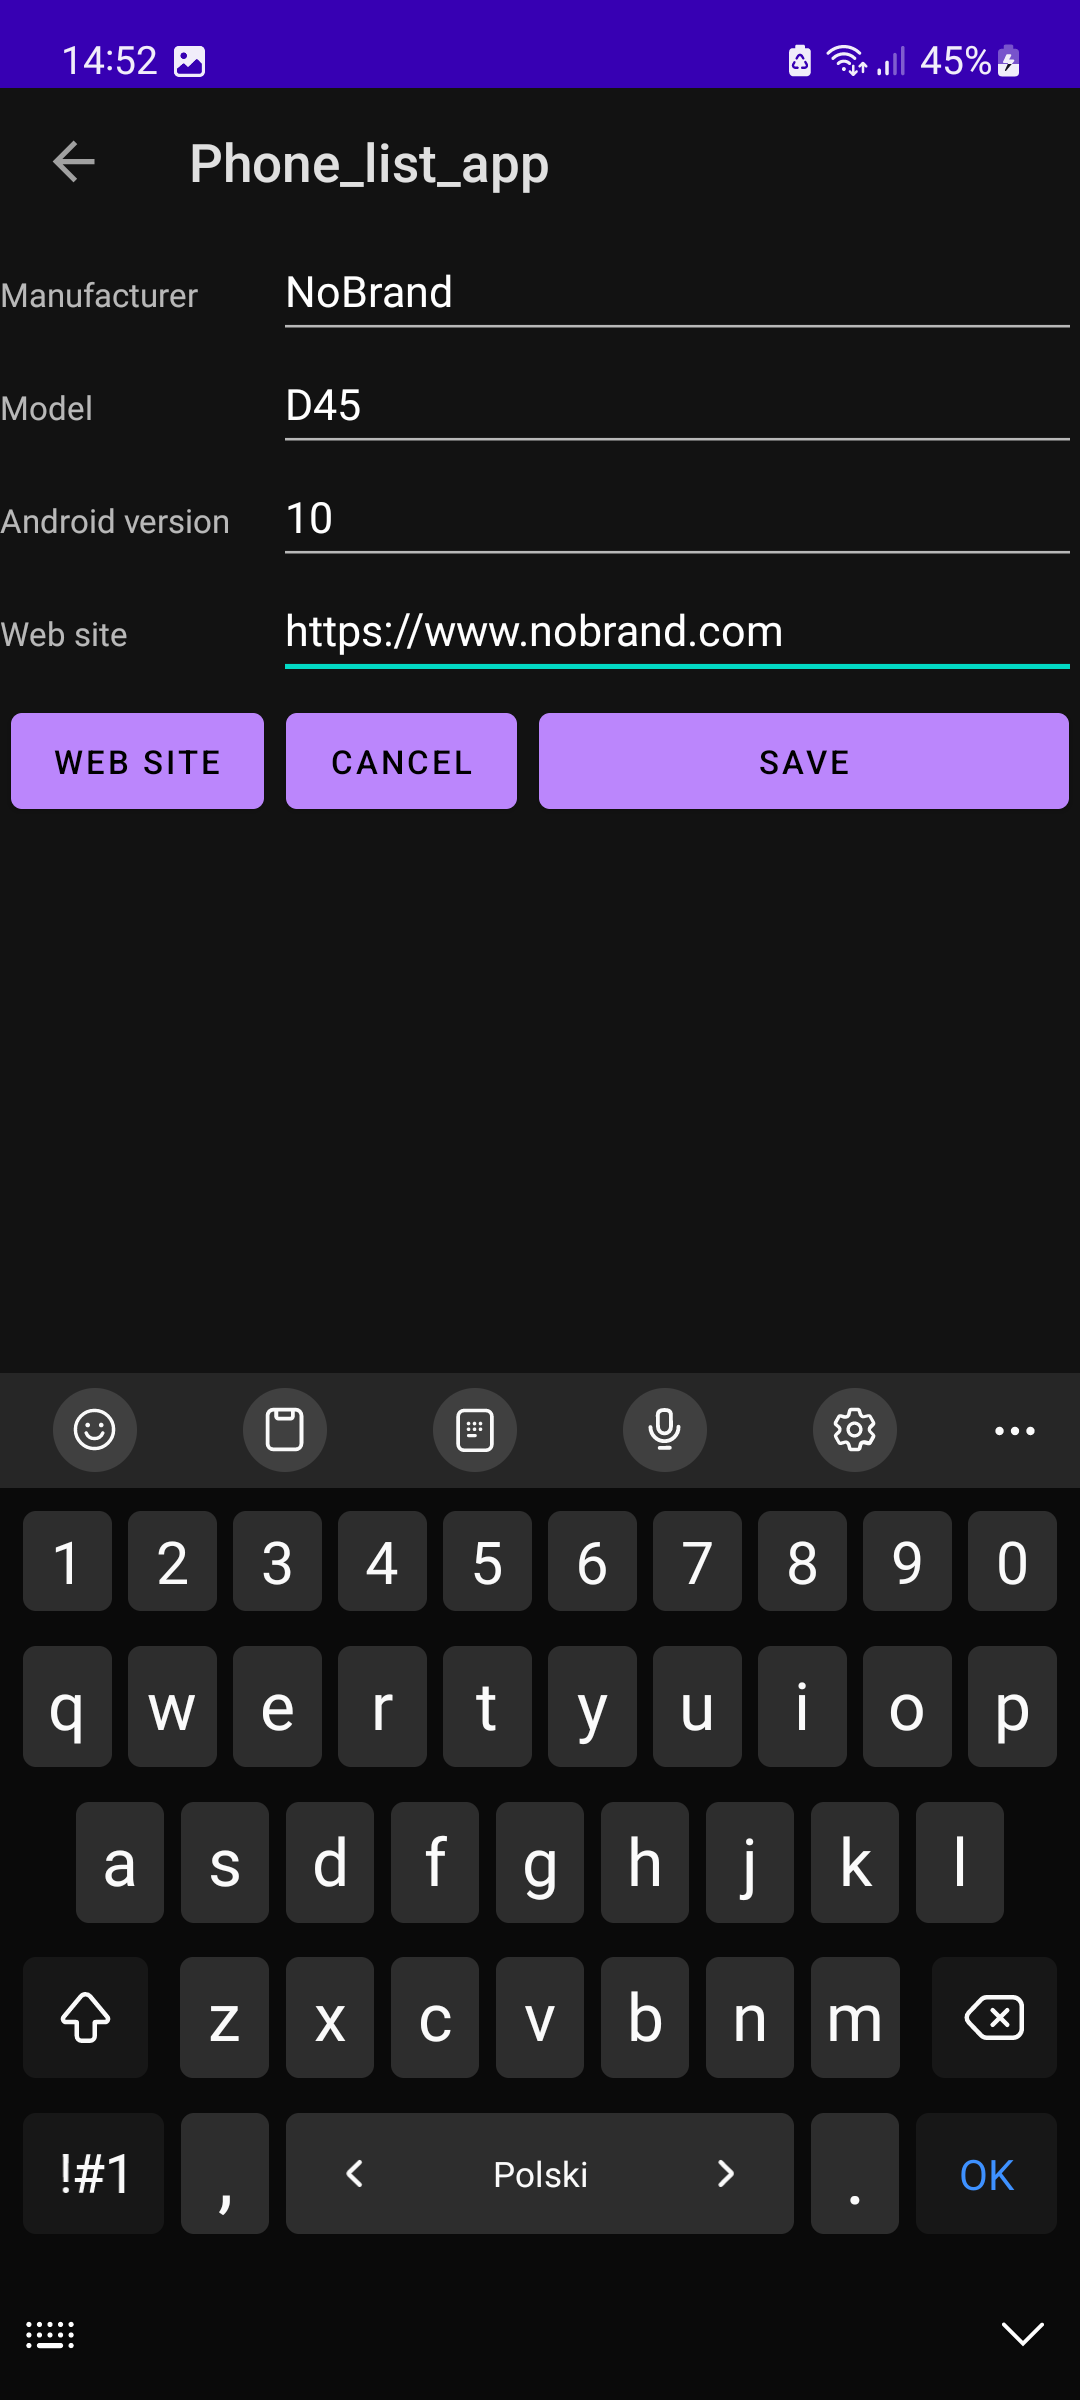 14:52 45%
Phone_list_app
Manufacturer NoBrand
Model D45
Android version 10
Web site https://www.nobrand.com
WEB SITE CANCEL SAVE
1 2 3 4 5 6 7 8 9 0
q w e r t y u i o p
a s d f g h j k l
z x c v b n m
!#1 , < Polski > . OK